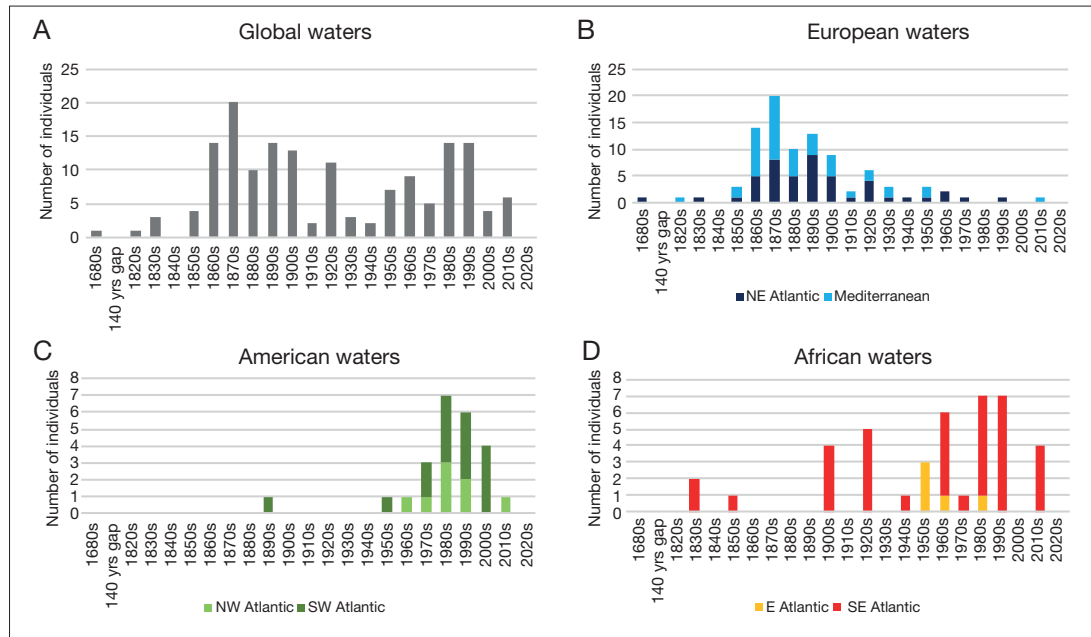 A
Global waters
Number of individuals
25
20
15
10
5
0
1680s
140 yrs gap
1820s
1830s
1840s
1850s
1860s
1870s
1880s
1890s
1900s
1910s
1920s
1930s
1940s
1950s
1960s
1970s
1980s
1990s
2000s
2010s
2020s
B
European waters
Number of individuals
25
20
15
10
5
0
1680s
140 yrs gap
1820s
1830s
1840s
1850s
1860s
1870s
1880s
1890s
1900s
1910s
1920s
1930s
1940s
1950s
1960s
1970s
1980s
1990s
2000s
2010s
2020s
NE Atlantic Mediterranean
C
American waters
Number of individuals
8
7
6
5
4
3
2
1
0
1680s
140 yrs gap
1820s
1830s
1840s
1850s
1860s
1870s
1880s
1890s
1900s
1910s
1920s
1930s
1940s
1950s
1960s
1970s
1980s
1990s
2000s
2010s
2020s
NW Atlantic SW Atlantic
D
African waters
Number of individuals
8
7
6
5
4
3
2
1
0
1680s
140 yrs gap
1820s
1830s
1840s
1850s
1860s
1870s
1880s
1890s
1900s
1910s
1920s
1930s
1940s
1950s
1960s
1970s
1980s
1990s
2000s
2010s
2020s
E Atlantic SE Atlantic